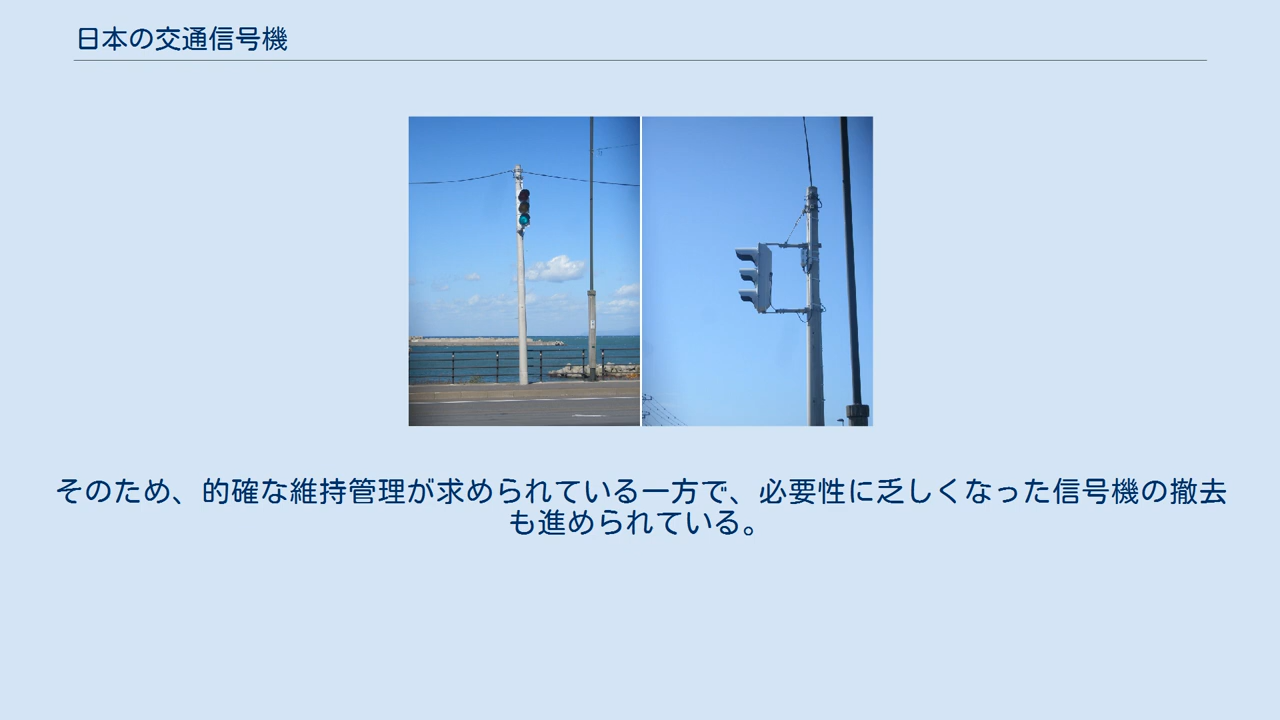 日本の交通信号機
そのため、的確な維持管理が求められている一方で、必要性に乏しくなった信号機の撤去
も進められている。